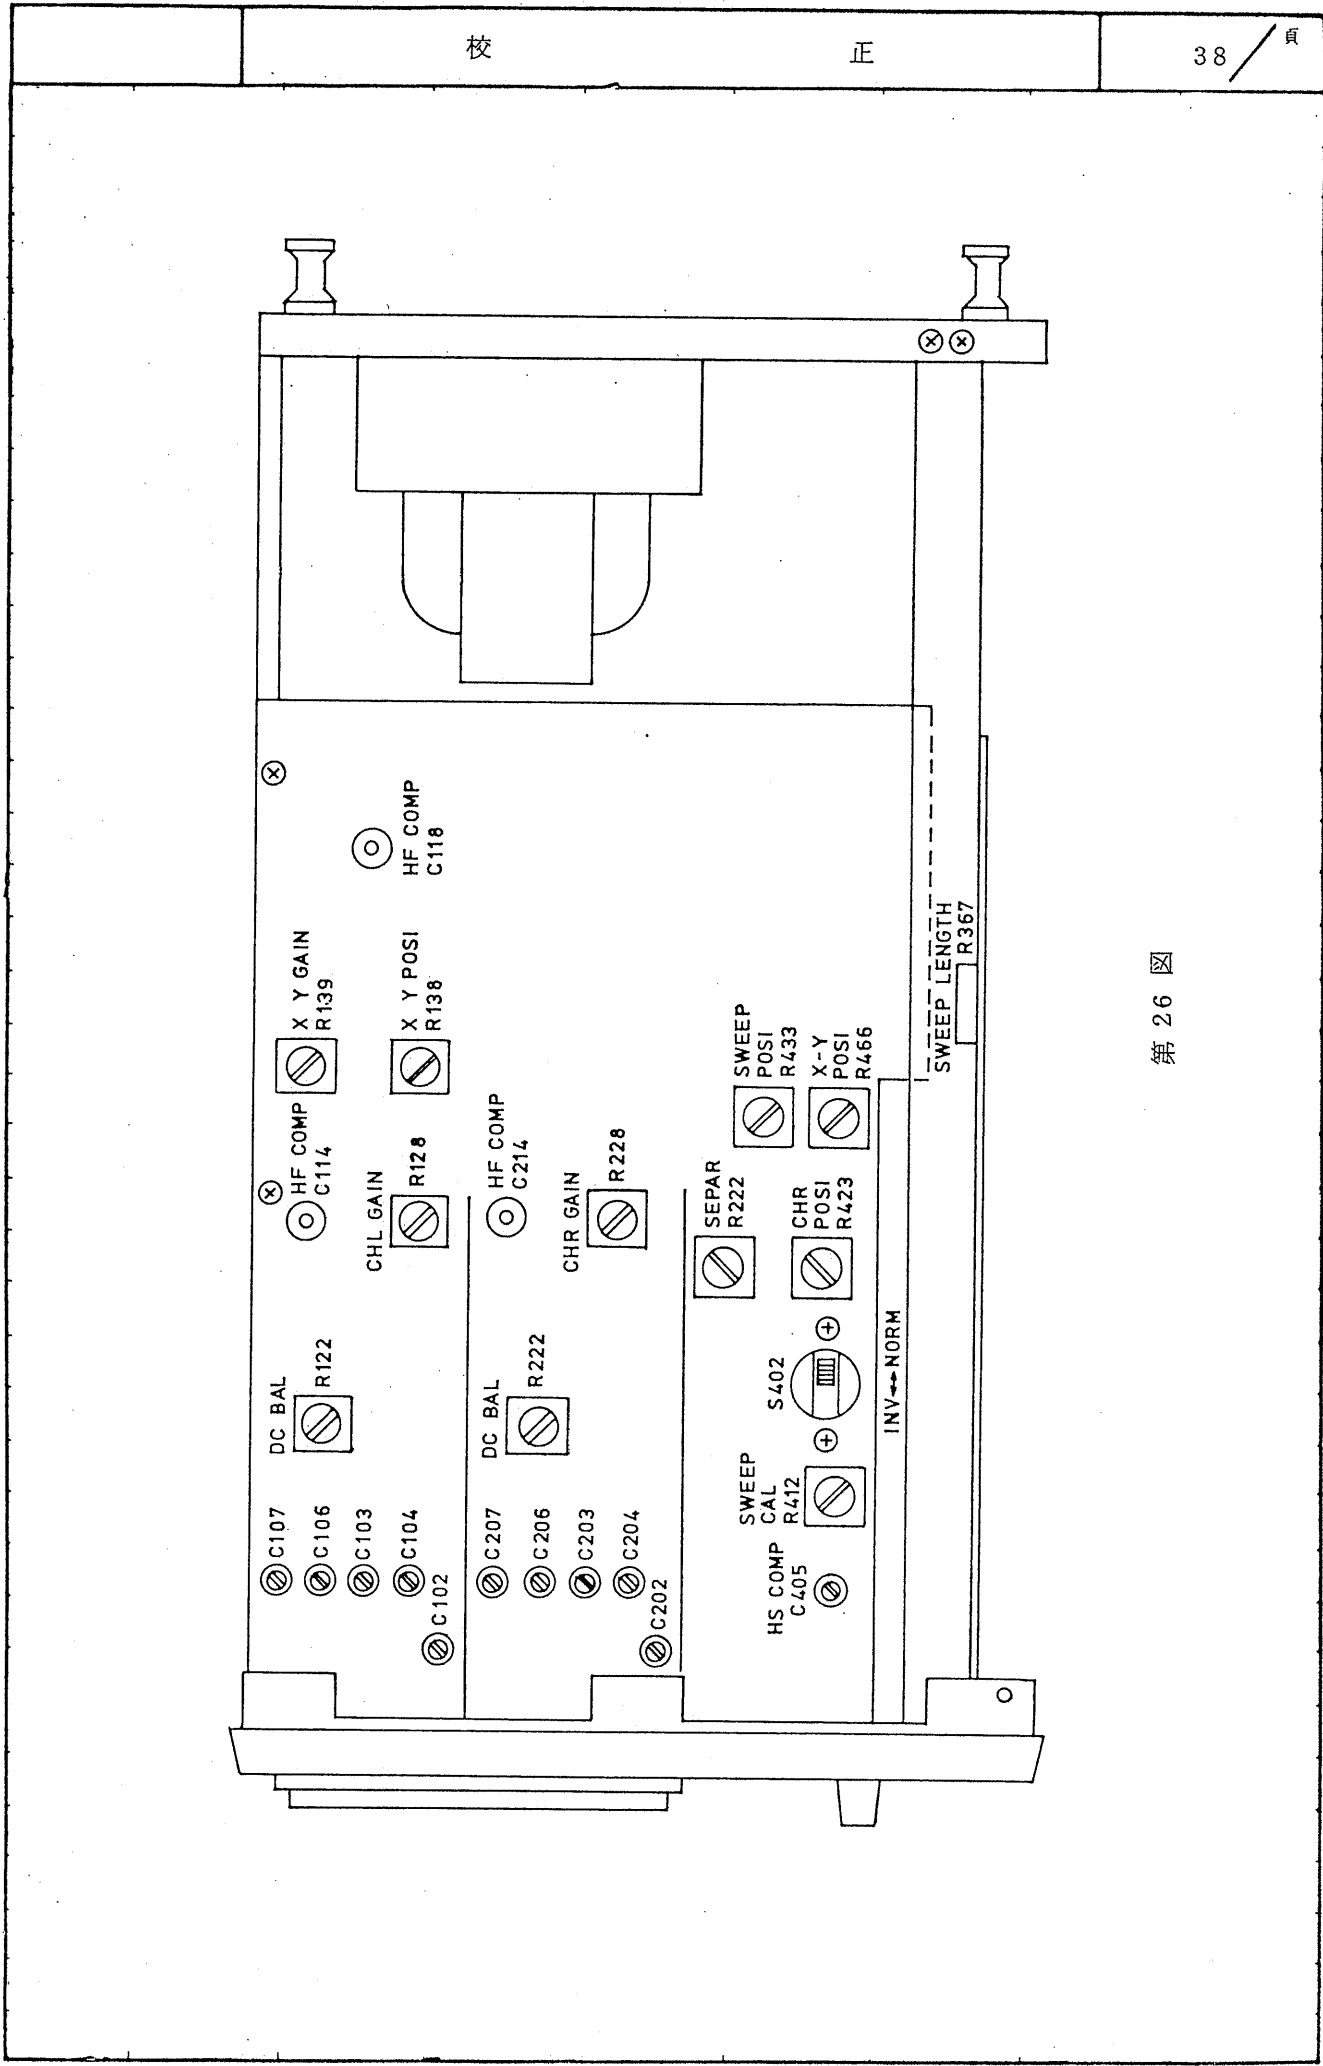 校 正
38/頁
HF COMP
C118
X Y GAIN
R139
X Y POSI
R138
HF COMP
C114
CHL GAIN
R128
HF COMP
C214
CHR GAIN
R228
SWEEP
POSI
R433
X-Y
POSI
R466
SWEEP LENGTH
R367
SEPAR
R222
CHR
POSI
R423
DC BAL
R122
DC BAL
R222
S402
INV↔NORM
SWEEP
CAL
R412
HS COMP
C405
C107
C106
C103
C104
C102
C207
C206
C203
C204
C202
第 26 図